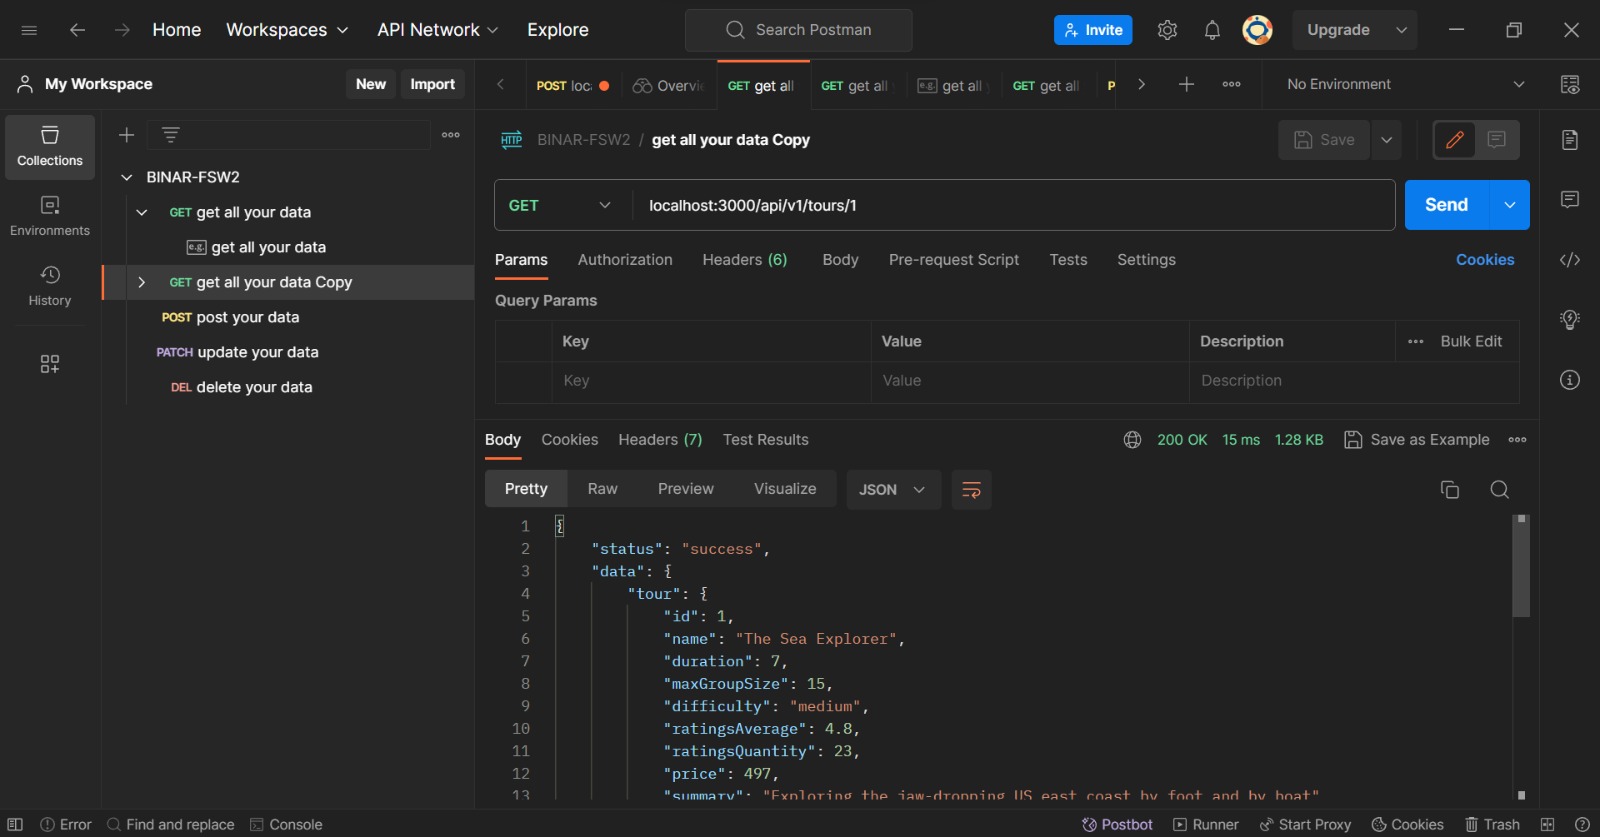 Home Workspaces API Network Explore Search Postman Invite Upgrade
My Workspace New Import POST loc Overvi GET get all GET get all e.g. get all GET get all P No Environment
Collections
Environments
History
BINAR-FSW2
GET get all your data
e.g. get all your data
GET get all your data Copy
POST post your data
PATCH update your data
DEL delete your data
HTTP BINAR-FSW2 / get all your data Copy Save
GET localhost:3000/api/v1/tours/1 Send
Params Authorization Headers (6) Body Pre-request Script Tests Settings Cookies
Query Params
Key Value Description Bulk Edit
Key Value Description
Body Cookies Headers (7) Test Results 200 OK 15 ms 1.28 KB Save as Example
Pretty Raw Preview Visualize JSON
1 {
2 "status": "success",
3 "data": {
4 "tour": {
5 "id": 1,
6 "name": "The Sea Explorer",
7 "duration": 7,
8 "maxGroupSize": 15,
9 "difficulty": "medium",
10 "ratingsAverage": 4.8,
11 "ratingsQuantity": 23,
12 "price": 497,
13 "summary": "Exploring the jaw-dropping US east coast by foot and by boat"
Error Find and replace Console Postbot Runner Start Proxy Cookies Trash